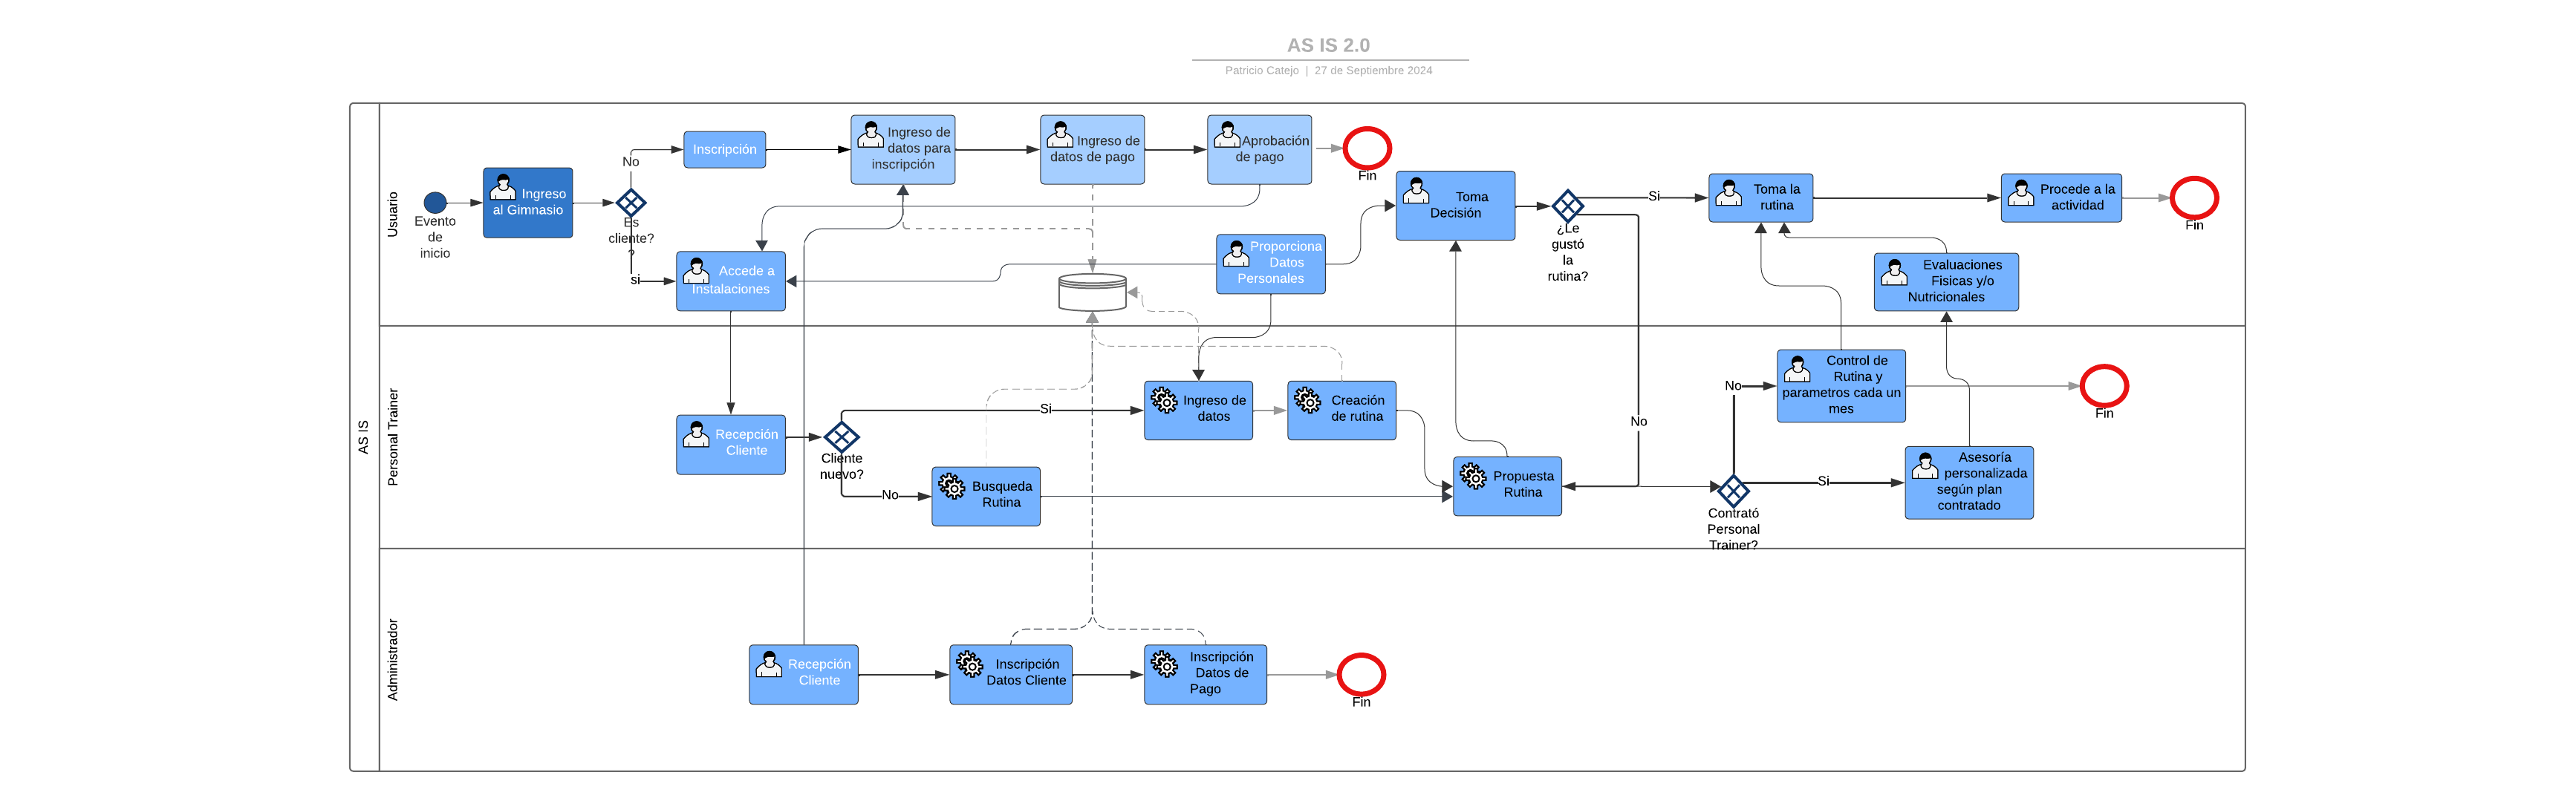 AS IS 2.0
Patricio Catejo | 27 de Septiembre 2024
AS IS
Usuario
Evento
de
inicio
Ingreso
al Gimnasio
No
Es
cliente?
?
si
Inscripción
Ingreso de
datos para
inscripción
Ingreso de
datos de pago
Aprobación
de pago
Fin
Accede a
Instalaciones
Proporciona
Datos
Personales
Toma
Decisión
¿Le
gustó
la
rutina?
Si
No
Toma la
rutina
Procede a la
actividad
Fin
Evaluaciones
Fisicas y/o
Nutricionales
Personal Trainer
Recepción
Cliente
Cliente
nuevo?
Si
No
Busqueda
Rutina
Ingreso de
datos
Creación
de rutina
Propuesta
Rutina
Contrató
Personal
Trainer?
No
Si
Control de
Rutina y
parametros cada un
mes
Fin
Asesoría
personalizada
según plan
contratado
Administrador
Recepción
Cliente
Inscripción
Datos Cliente
Inscripción
Datos de
Pago
Fin